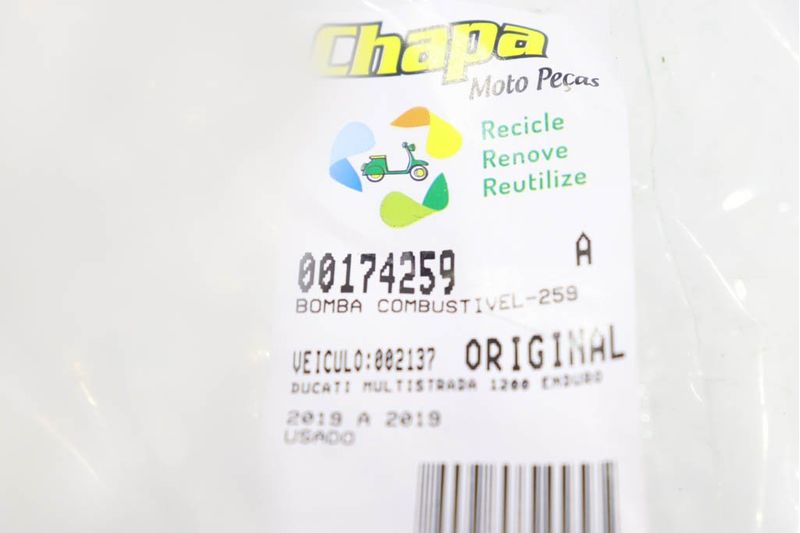 Chapa
Moto Peças
Recicle
Renove
Reutilize
00174259 A
BOMBA COMBUSTIVEL-259
VEICULO:002137 ORIGINAL
DUCATI MULTISTRADA 1200 ENDURO
2019 A 2019
USADO